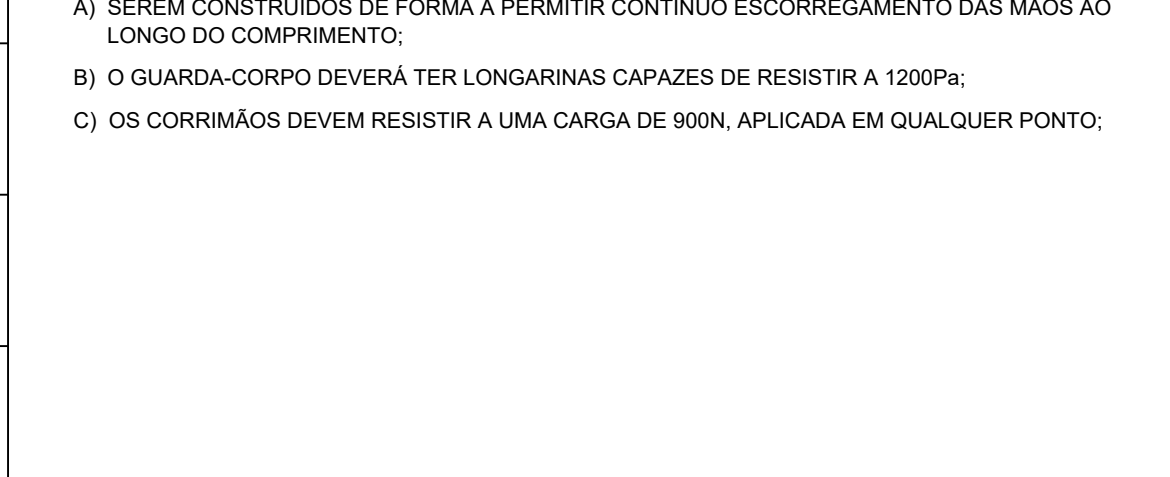 A) SEREM CONSTRUÍDOS DE FORMA A PERMITIR CONTÍNUO ESCORREGAMENTO DAS MÃOS AO
LONGO DO COMPRIMENTO;
B) O GUARDA-CORPO DEVERÁ TER LONGARINAS CAPAZES DE RESISTIR A 1200Pa;
C) OS CORRIMÃOS DEVEM RESISTIR A UMA CARGA DE 900N, APLICADA EM QUALQUER PONTO;